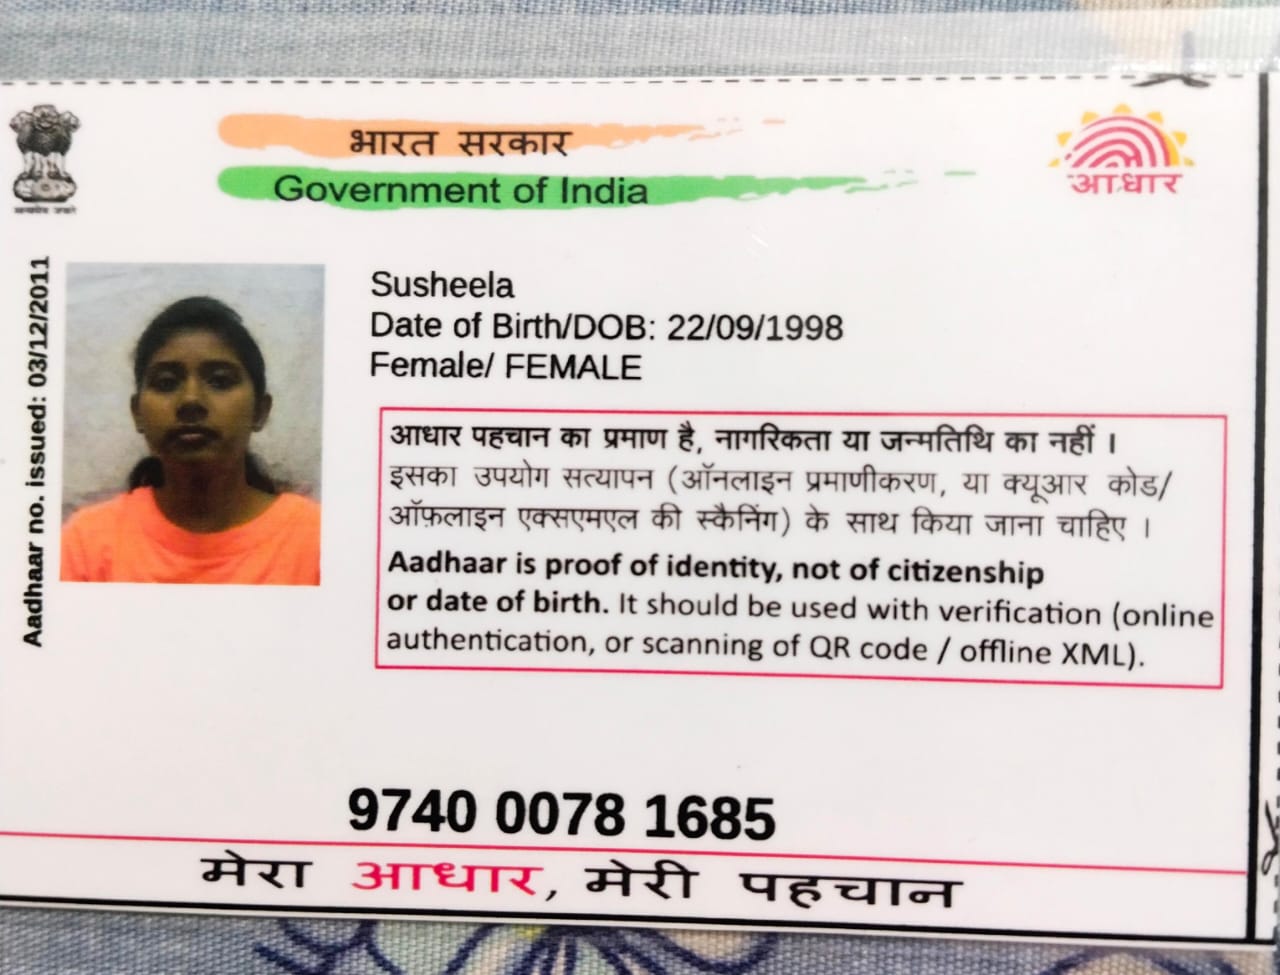 भारत सरकार
Government of India
आधार
Aadhaar no. issued: 03/12/2011
Susheela
Date of Birth/DOB: 22/09/1998
Female/ FEMALE
आधार पहचान का प्रमाण है, नागरिकता या जन्मतिथि का नहीं ।
इसका उपयोग सत्यापन (ऑनलाइन प्रमाणीकरण, या क्यूआर कोड/
ऑफ़लाइन एक्सएमएल की स्कैनिंग) के साथ किया जाना चाहिए ।
Aadhaar is proof of identity, not of citizenship
or date of birth. It should be used with verification (online
authentication, or scanning of QR code / offline XML).
9740 0078 1685
मेरा आधार, मेरी पहचान